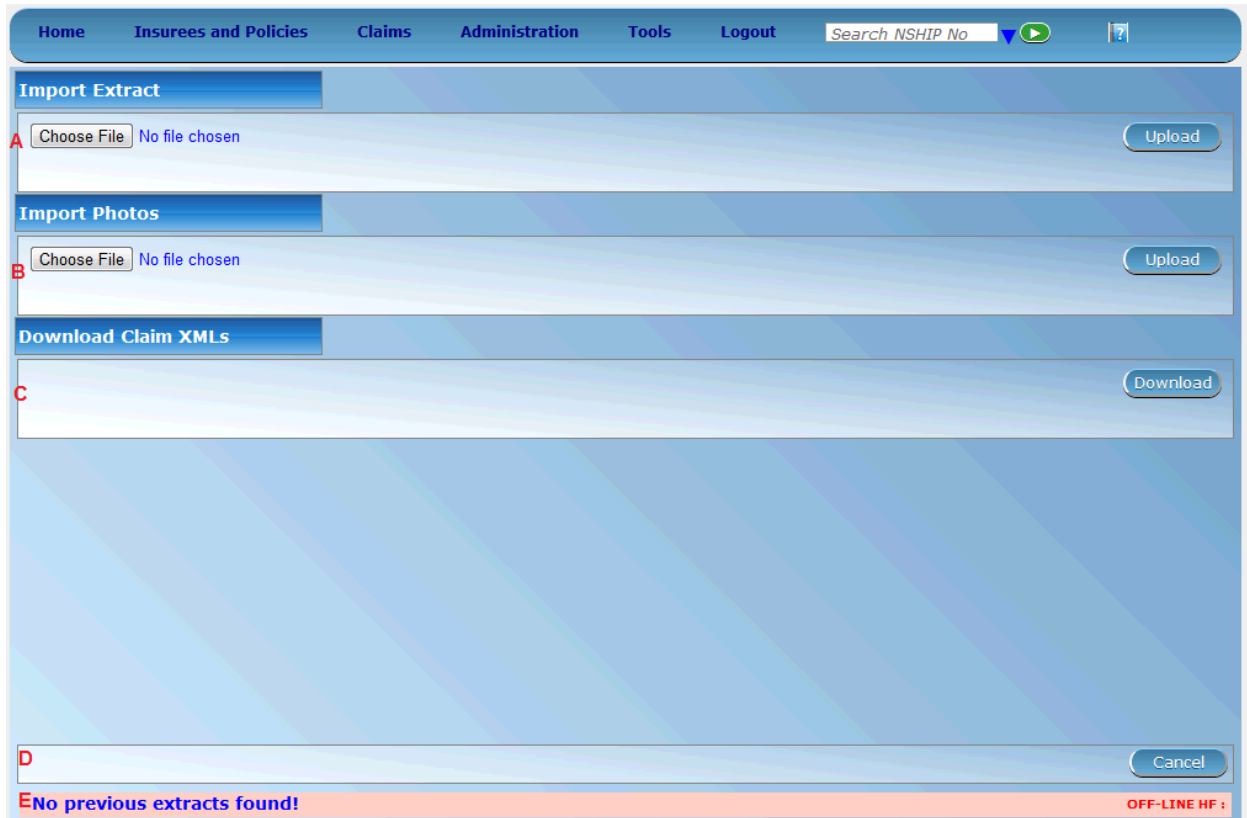 Home Insurees and Policies Claims Administration Tools Logout Search NSHIP No ?
Import Extract
A Choose File No file chosen Upload
Import Photos
B Choose File No file chosen Upload
Download Claim XMLs
C Download
D Cancel
E No previous extracts found! OFF-LINE HF :